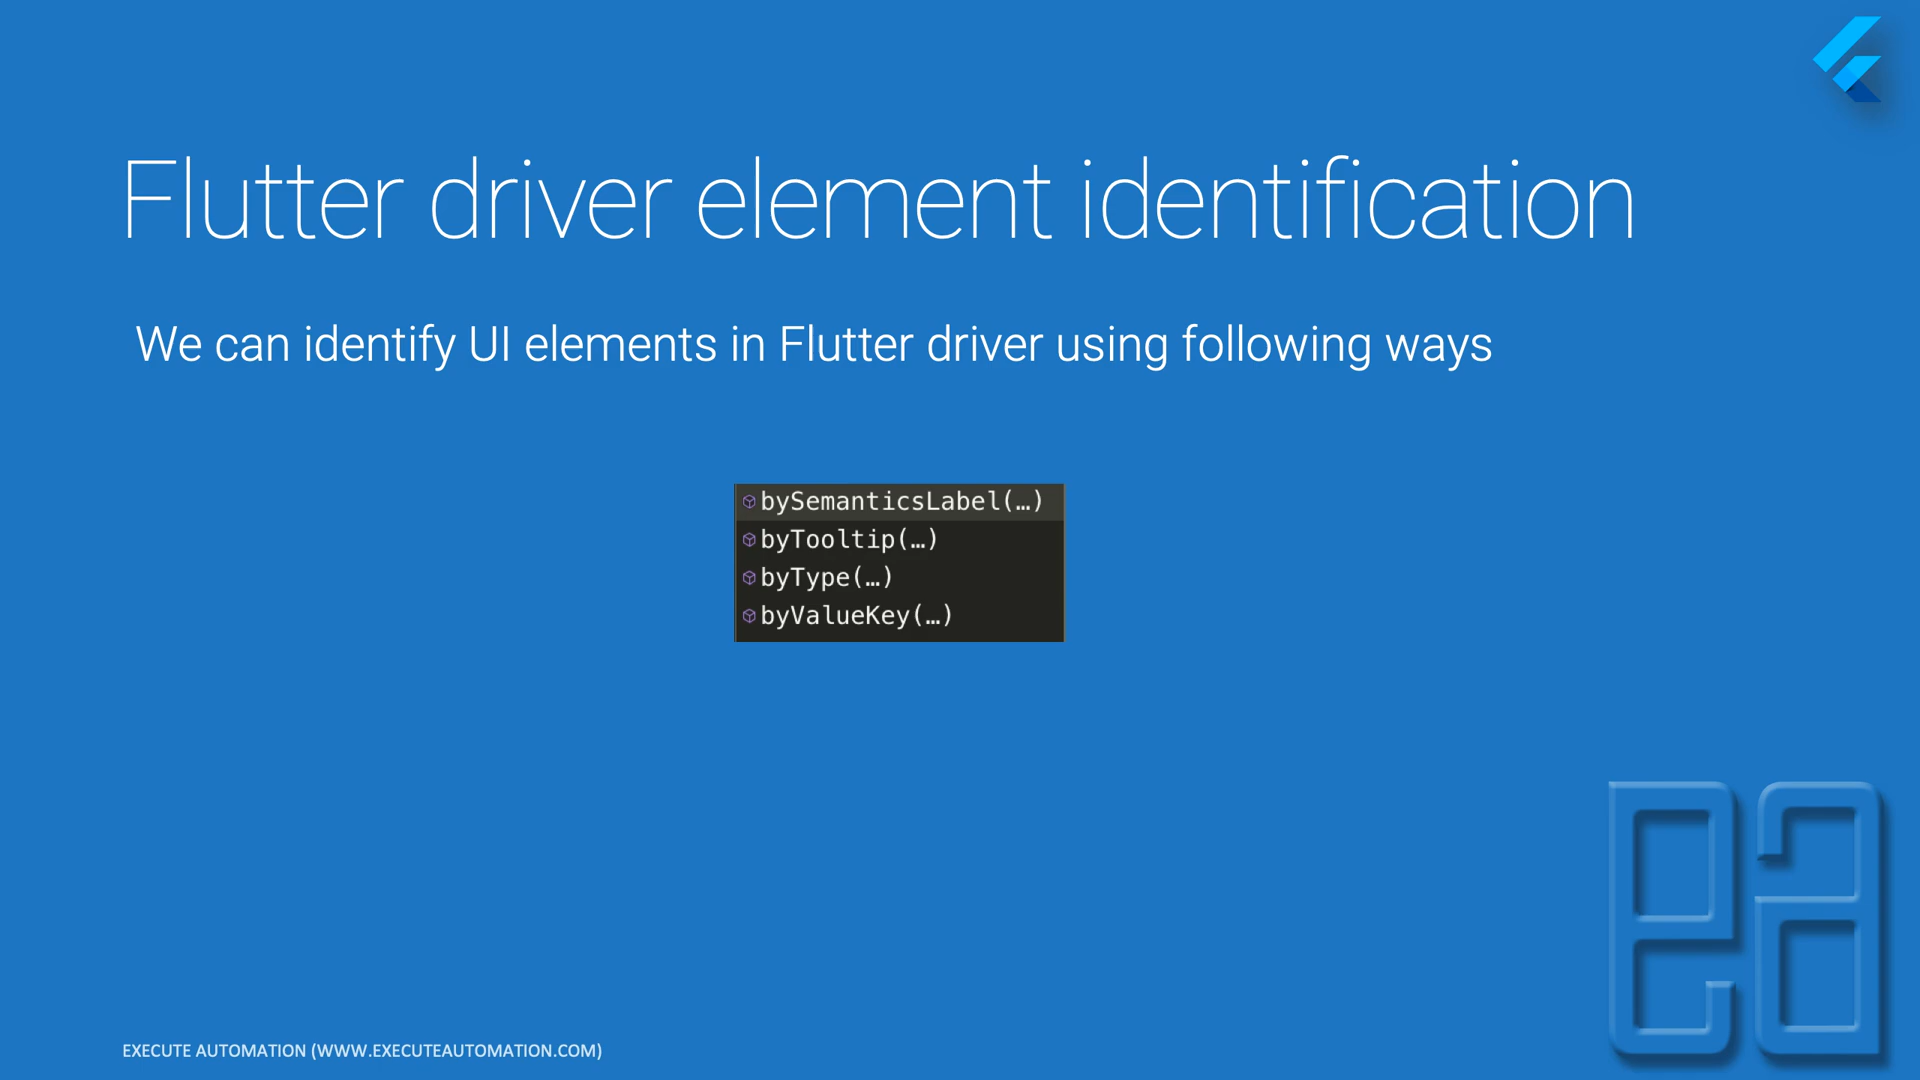 Flutter driver element identification
We can identify UI elements in Flutter driver using following ways
bySemanticsLabel(…)
byTooltip(…)
byType(…)
byValueKey(…)
ea
EXECUTE AUTOMATION (WWW.EXECUTEAUTOMATION.COM)